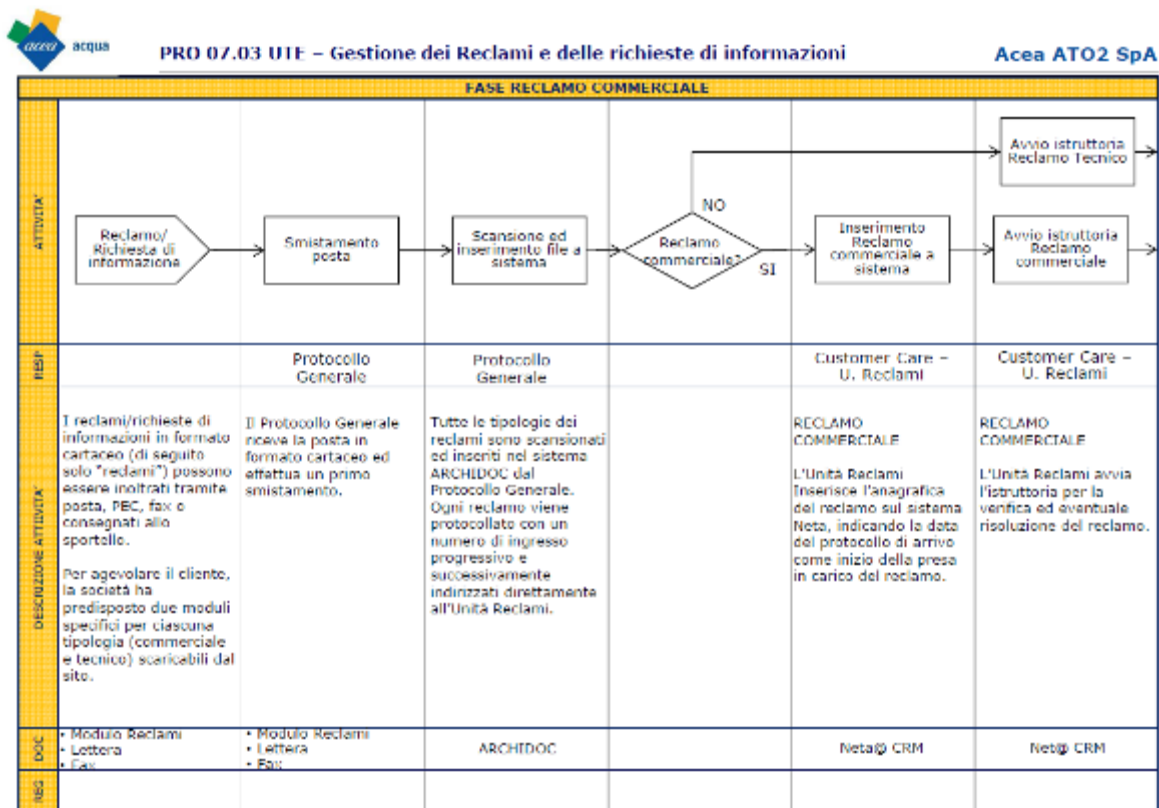 acea acqua
PRO 07.03 UTE – Gestione dei Reclami e delle richieste di informazioni
Acea ATO2 SpA
FASE RECLAMO COMMERCIALE
ATTIVITA'
Reclamo/
Richiesta di
informazione
Smistamento
posta
Scansione ed
inserimento file a
sistema
Reclamo
commerciale?
NO
SI
Inserimento
Reclamo
commerciale a
sistema
Avvio istruttoria
Reclamo Tecnico
Avvio istruttoria
Reclamo
commerciale
RESP
Protocollo
Generale
Protocollo
Generale
Customer Care –
U. Reclami
Customer Care –
U. Reclami
DESCRIZIONE ATTIVITA'
I reclami/richieste di
informazioni in formato
cartaceo (di seguito
solo "reclami") possono
essere inoltrati tramite
posta, PEC, fax o
consegnati allo
sportello.
Per agevolare il cliente,
la società ha
predisposto due moduli
specifici per ciascuna
tipologia (commerciale
e tecnico) scaricabili dal
sito.
Il Protocollo Generale
riceve la posta in
formato cartaceo ed
effettua un primo
smistamento.
Tutte le tipologie dei
reclami sono scansionati
ed inseriti nel sistema
ARCHIDOC dal
Protocollo Generale.
Ogni reclamo viene
protocollato con un
numero di ingresso
progressivo e
successivamente
indirizzati direttamente
all'Unità Reclami.
RECLAMO
COMMERCIALE
L'Unità Reclami
Inserisce l'anagrafica
del reclamo sul sistema
Neta, indicando la data
del protocollo di arrivo
come inizio della presa
in carico del reclamo.
RECLAMO
COMMERCIALE
L'Unità Reclami avvia
l'istruttoria per la
verifica ed eventuale
risoluzione del reclamo.
DOC
• Modulo Reclami
• Lettera
• Fax
• Modulo Reclami
• Lettera
• Fax
ARCHIDOC
Neta@ CRM
Net@ CRM
REG